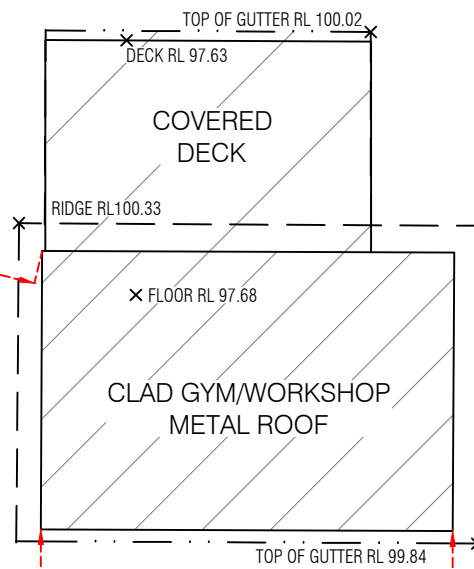 TOP OF GUTTER RL 100.02
DECK RL 97.63
COVERED
DECK
RIDGE RL100.33
FLOOR RL 97.68
CLAD GYM/WORKSHOP
METAL ROOF
TOP OF GUTTER RL 99.84